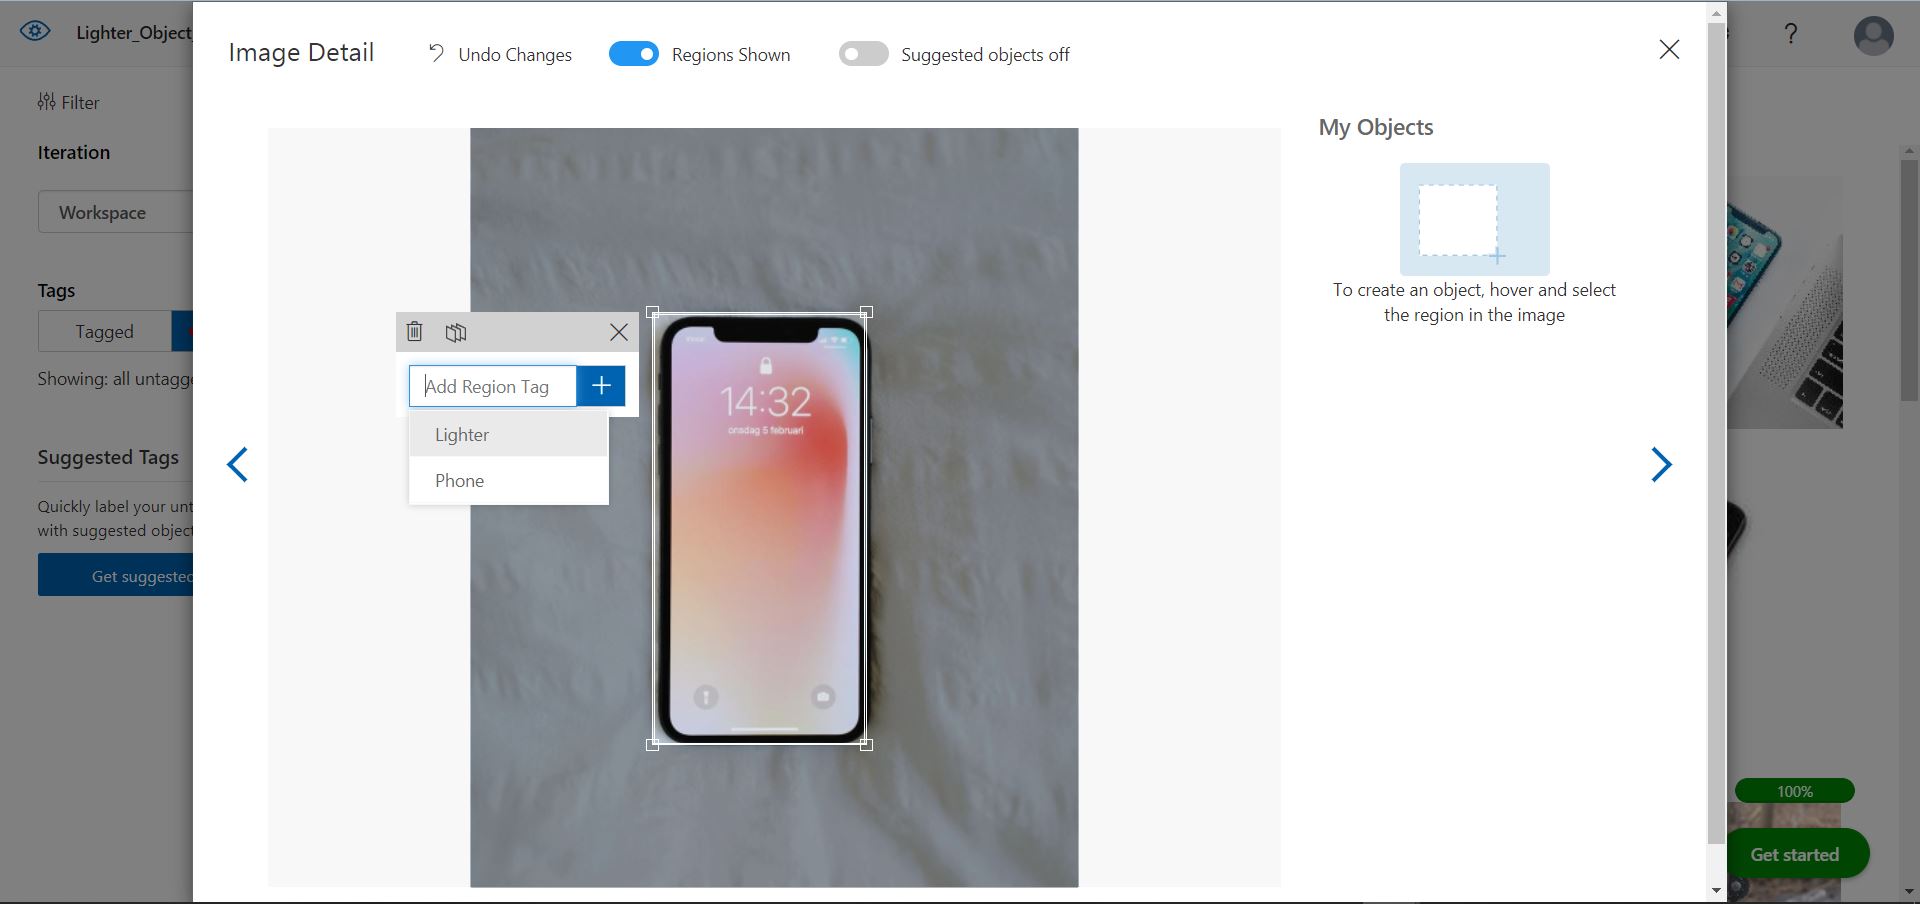 Lighter_Object_
Image Detail
Undo Changes
Regions Shown
Suggested objects off
?
Filter
Iteration
Workspace
Tags
Tagged
Showing: all untagge
Suggested Tags
Quickly label your unt
with suggested object
Get suggested
Add Region Tag
Lighter
Phone
14:32
onsdag 5 februari
My Objects
To create an object, hover and select
the region in the image
100%
Get started